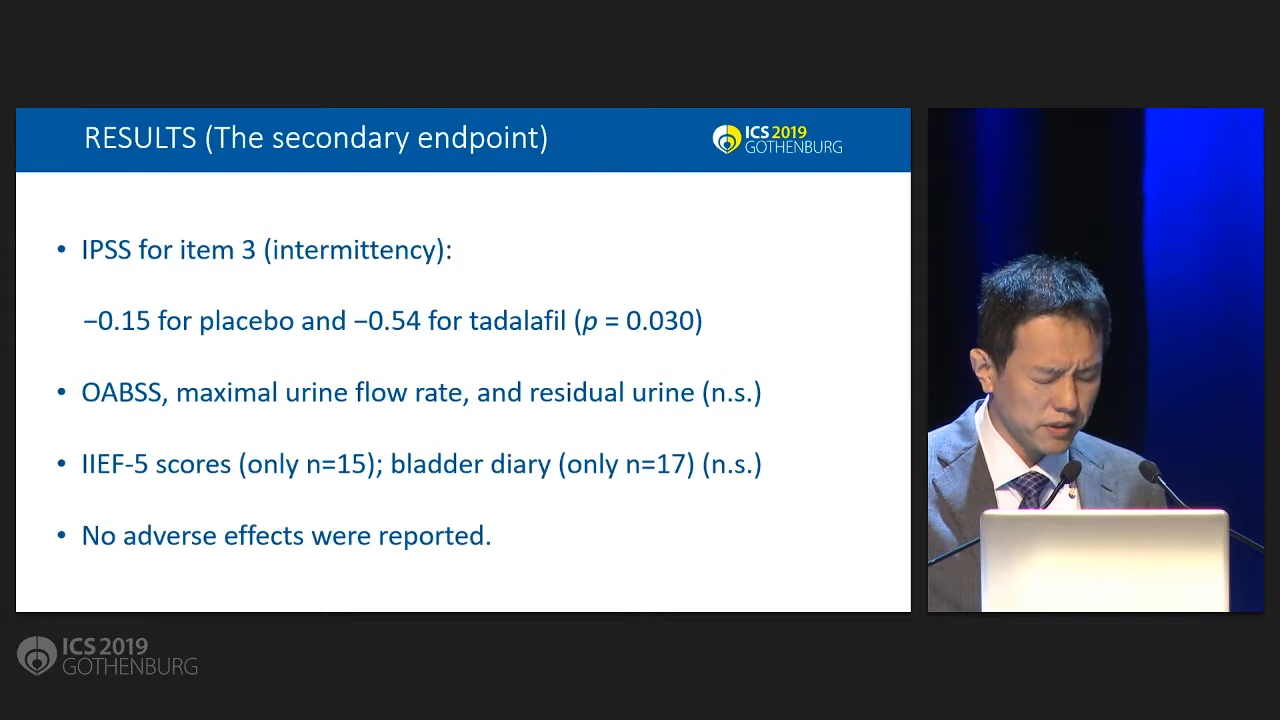 RESULTS (The secondary endpoint)
ICS 2019
GOTHENBURG
• IPSS for item 3 (intermittency):
−0.15 for placebo and −0.54 for tadalafil (p = 0.030)
• OABSS, maximal urine flow rate, and residual urine (n.s.)
• IIEF-5 scores (only n=15); bladder diary (only n=17) (n.s.)
• No adverse effects were reported.
ICS 2019
GOTHENBURG